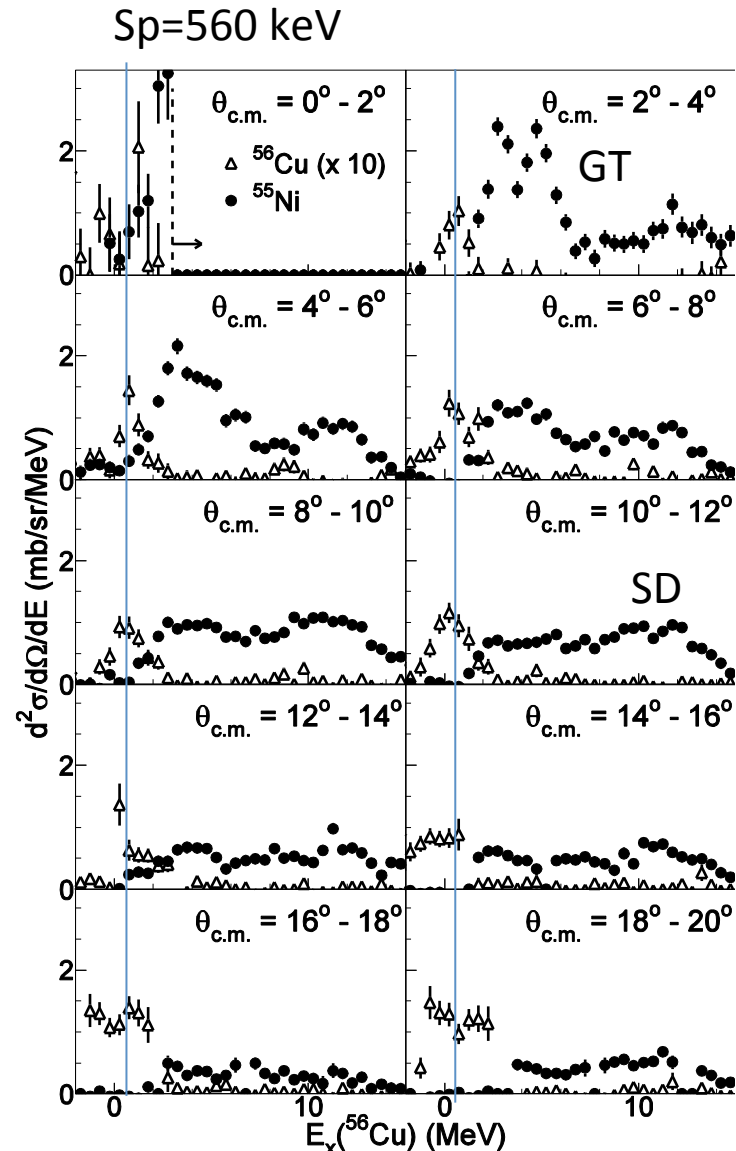 Sp=560 keV
θc.m. = 0° - 2°
θc.m. = 2° - 4°
⁵⁶Cu (x 10)
⁵⁵Ni
GT
2
0
θc.m. = 4° - 6°
θc.m. = 6° - 8°
2
0
θc.m. = 8° - 10°
θc.m. = 10° - 12°
SD
2
0
θc.m. = 12° - 14°
θc.m. = 14° - 16°
2
0
θc.m. = 16° - 18°
θc.m. = 18° - 20°
2
0
0 10 0 10
d²σ/dΩ/dE (mb/sr/MeV)
Ex(⁵⁶Cu) (MeV)